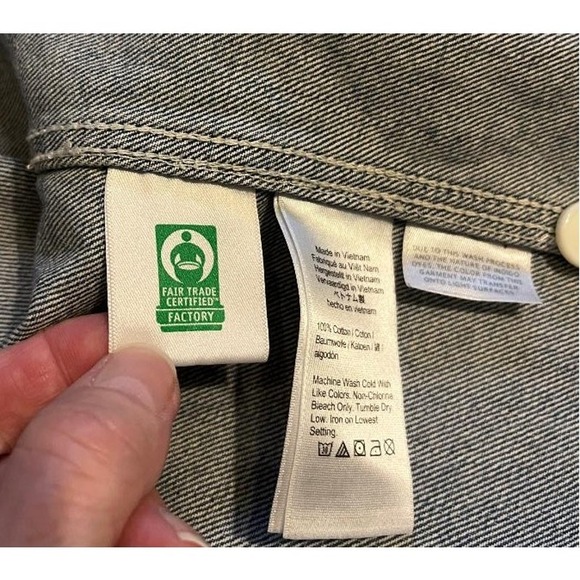 FAIR TRADE
CERTIFIED™
FACTORY
Made in Vietnam
Fabriqué au Việt Nam
Hergestellt in Vietnam
Vervaardigd in Vietnam
ベトナム製
techo en vietnam
100% Cotton / Coton /
Baumwolle / Katoen / 綿 /
algodón
Machine Wash Cold With
Like Colors. Non-Chlorine
Bleach Only. Tumble Dry
Low. Iron on Lowest
Setting.
DUE TO THIS WASH PROCESS
AND THE NATURE OF INDIGO
DYES, THE COLOR FROM THIS
GARMENT MAY TRANSFER
ONTO LIGHT SURFACES